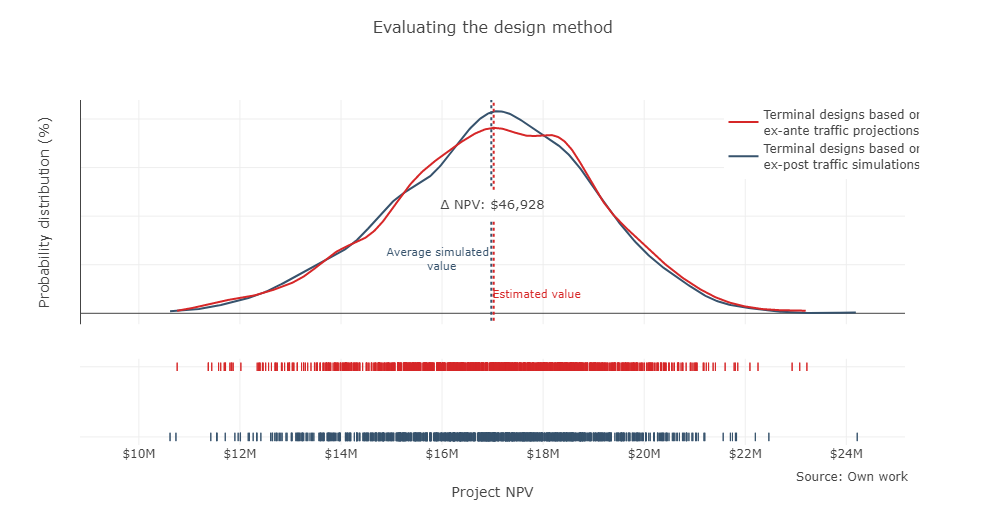 Evaluating the design method
Probability distribution (%)
Terminal designs based or
ex-ante traffic projections
Terminal designs based or
ex-post traffic simulations
Δ NPV: $46,928
Average simulated
value
Estimated value
$10M
$12M
$14M
$16M
$18M
$20M
$22M
$24M
Source: Own work
Project NPV